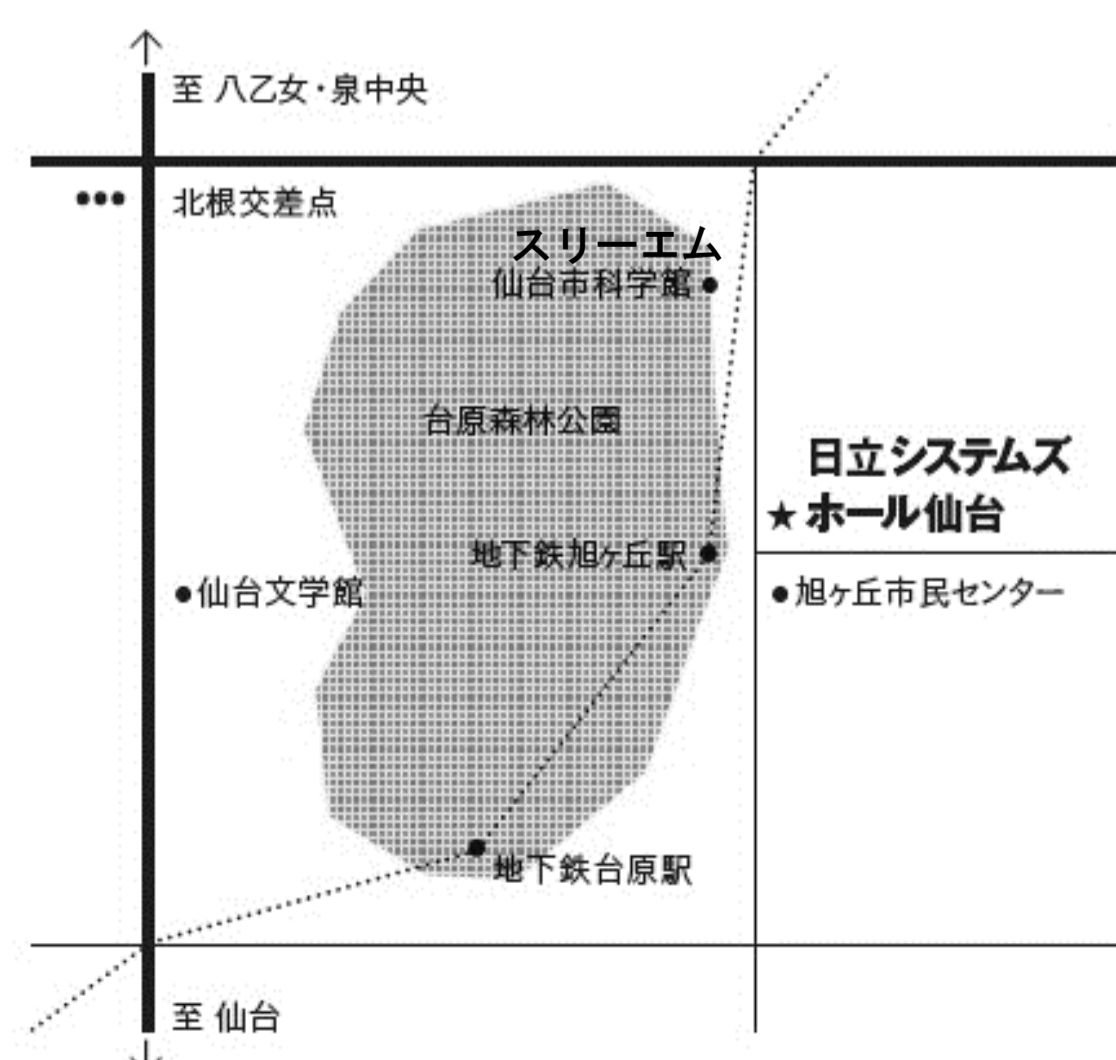 至 八乙女・泉中央
北根交差点
スリーエム
仙台市科学館
台原森林公園
日立システムズ
★ホール仙台
地下鉄旭ヶ丘駅
仙台文学館
旭ヶ丘市民センター
地下鉄台原駅
至 仙台